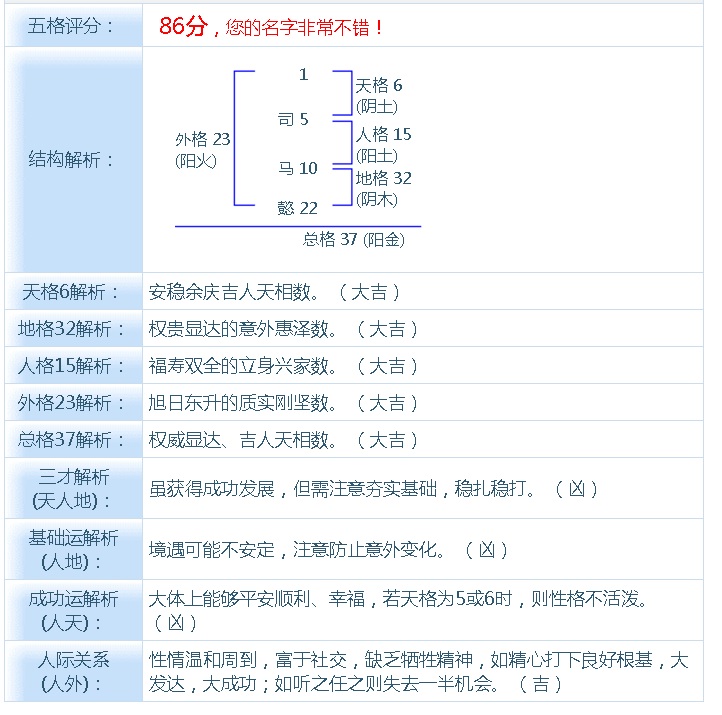 五格评分：
86分，您的名字非常不错！
结构解析：
1
司 5
马 10
懿 22
外格 23
(阳火)
天格 6
(阴土)
人格 15
(阳土)
地格 32
(阴木)
总格 37 (阳金)
天格6解析：
安稳余庆吉人天相数。（大吉）
地格32解析：
权贵显达的意外惠泽数。（大吉）
人格15解析：
福寿双全的立身兴家数。（大吉）
外格23解析：
旭日东升的质实刚坚数。（大吉）
总格37解析：
权威显达、吉人天相数。（大吉）
三才解析
(天人地)：
虽获得成功发展，但需注意夯实基础，稳扎稳打。（凶）
基础运解析
(人地)：
境遇可能不安定，注意防止意外变化。（凶）
成功运解析
(人天)：
大体上能够平安顺利、幸福，若天格为5或6时，则性格不活泼。
（凶）
人际关系
(人外)：
性情温和周到，富于社交，缺乏牺牲精神，如精心打下良好根基，大
发达，大成功；如听之任之则失去一半机会。（吉）